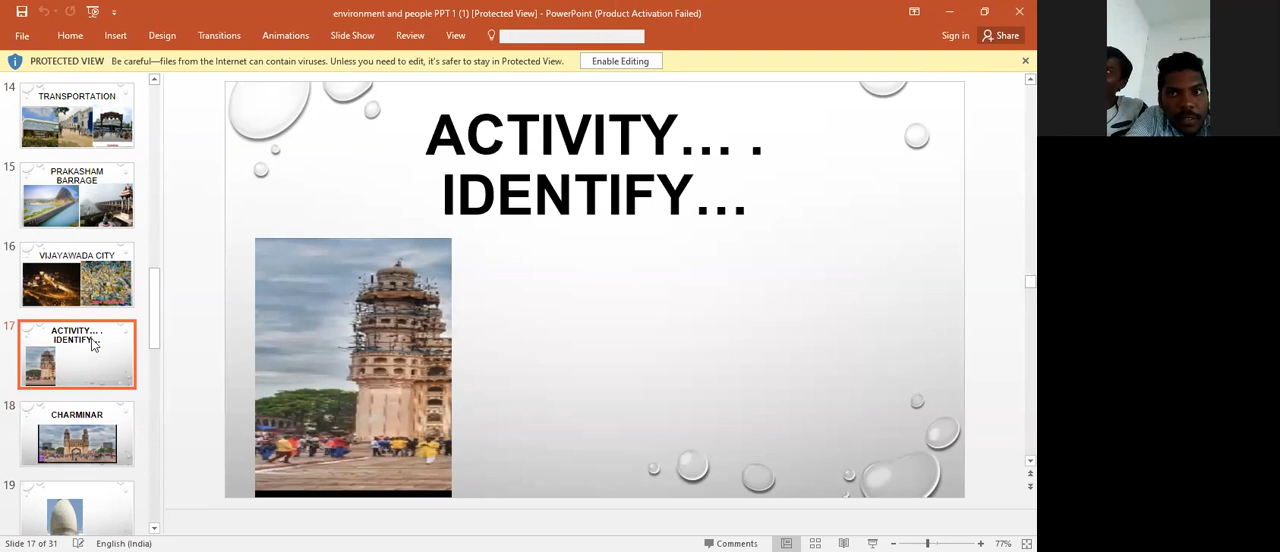 environment and people PPT 1 (1) [Protected View] - PowerPoint (Product Activation Failed)
File Home Insert Design Transitions Animations Slide Show Review View Sign in Share
PROTECTED VIEW Be careful—files from the Internet can contain viruses. Unless you need to edit, it's safer to stay in Protected View. Enable Editing
14
TRANSPORTATION
15
PRAKASHAM
BARRAGE
16
VIJAYAWADA CITY
17
ACTIVITY... .
IDENTIFY...
18
CHARMINAR
19
ACTIVITY... .
IDENTIFY...
Slide 17 of 31 English (India) Comments 77%